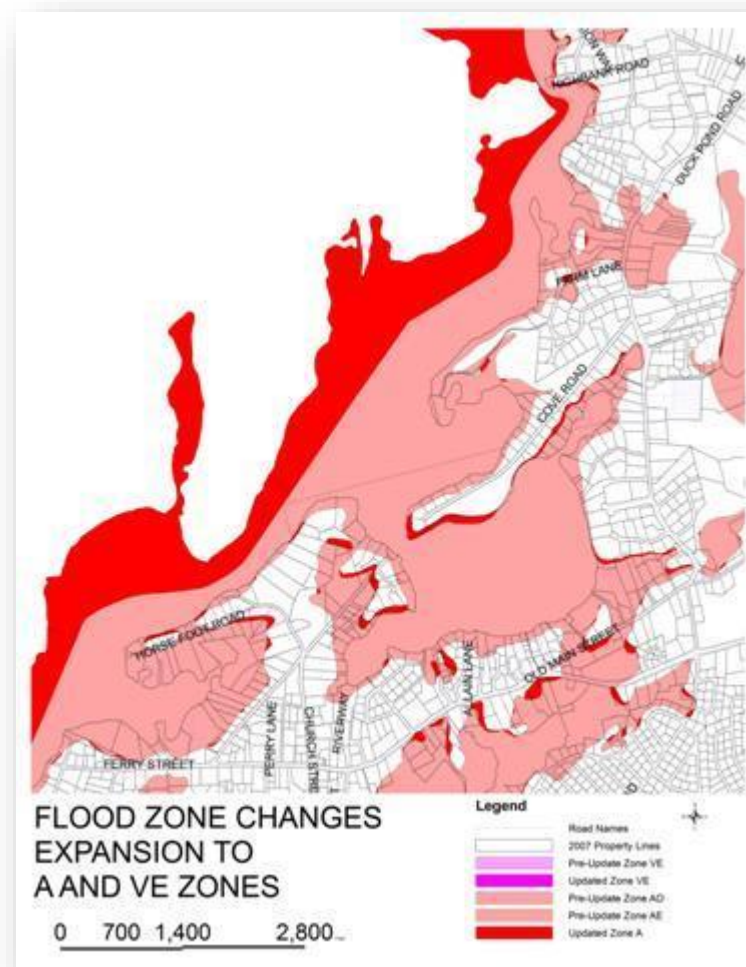 HIGHBANK ROAD
DUCK POND ROAD
FARM LANE
COVE ROAD
HORSE FOOT ROAD
OLD MAIN STREET
ALLAIN LANE
RIVERWAY
CHURCH STRE
PERRY LANE
FERRY STREET
FLOOD ZONE CHANGES
EXPANSION TO
A AND VE ZONES
0 700 1,400 2,800
Legend
Road Names
2007 Property Lines
Pre-Update Zone VE
Updated Zone VE
Pre-Update Zone AO
Pre-Update Zone AE
Updated Zone A